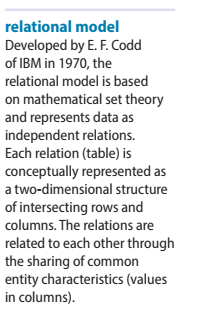 relational model
Developed by E. F. Codd
of IBM in 1970, the
relational model is based
on mathematical set theory
and represents data as
independent relations.
Each relation (table) is
conceptually represented as
a two-dimensional structure
of intersecting rows and
columns. The relations are
related to each other through
the sharing of common
entity characteristics (values
in columns).